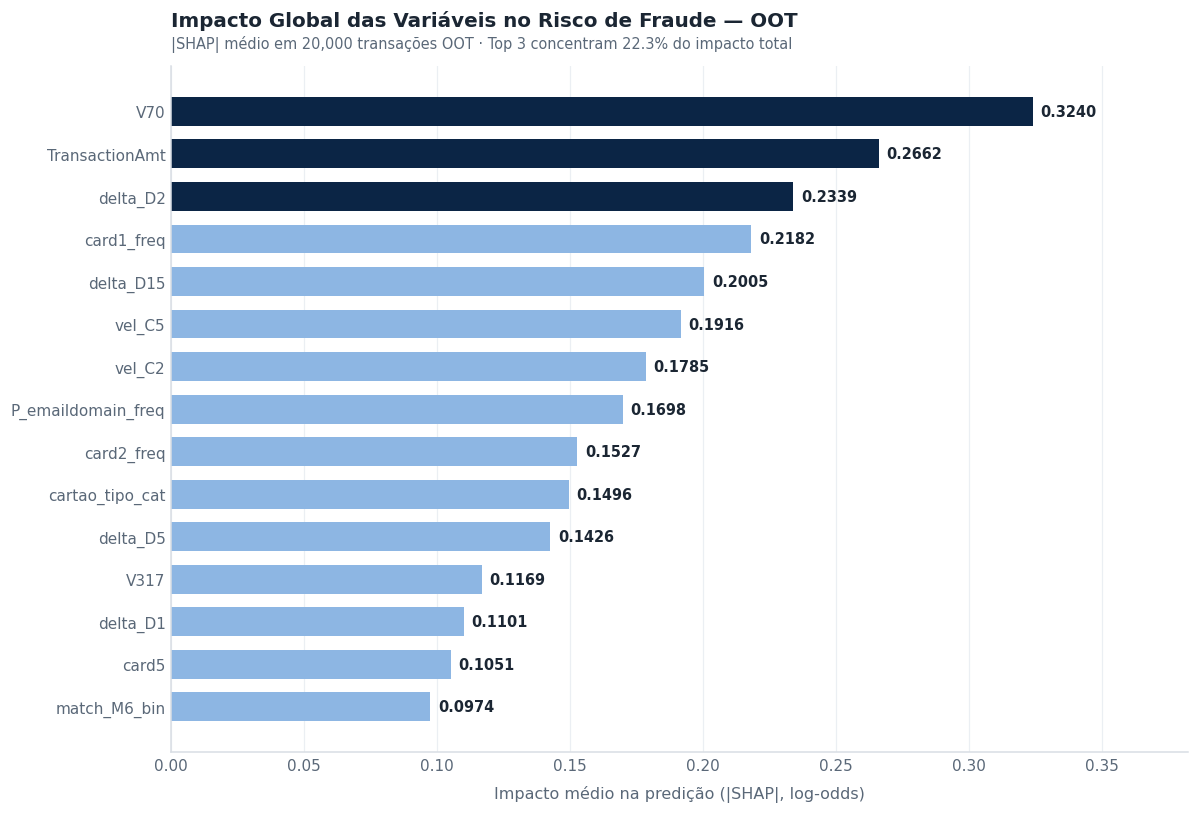 Impacto Global das Variáveis no Risco de Fraude — OOT
|SHAP| médio em 20,000 transações OOT · Top 3 concentram 22.3% do impacto total
V70 0.3240
TransactionAmt 0.2662
delta_D2 0.2339
card1_freq 0.2182
delta_D15 0.2005
vel_C5 0.1916
vel_C2 0.1785
P_emaildomain_freq 0.1698
card2_freq 0.1527
cartao_tipo_cat 0.1496
delta_D5 0.1426
V317 0.1169
delta_D1 0.1101
card5 0.1051
match_M6_bin 0.0974
0.00 0.05 0.10 0.15 0.20 0.25 0.30 0.35
Impacto médio na predição (|SHAP|, log-odds)